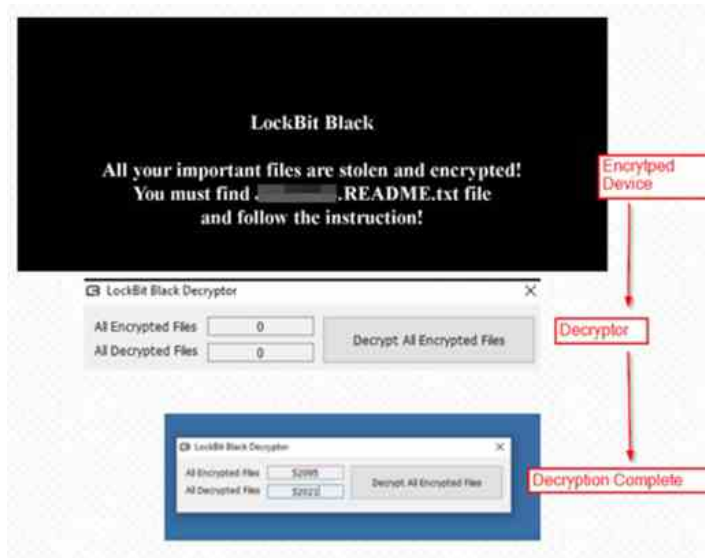 LockBit Black
All your important files are stolen and encrypted!
You must find .README.txt file
and follow the instruction!
Encrytped
Device
LockBit Black Decryptor
All Encrypted Files 0
All Decrypted Files 0
Decrypt All Encrypted Files
Decryptor
LockBit Black Decryptor
All Encrypted Files
All Decrypted Files
Decrypt All Encrypted Files
Decryption Complete